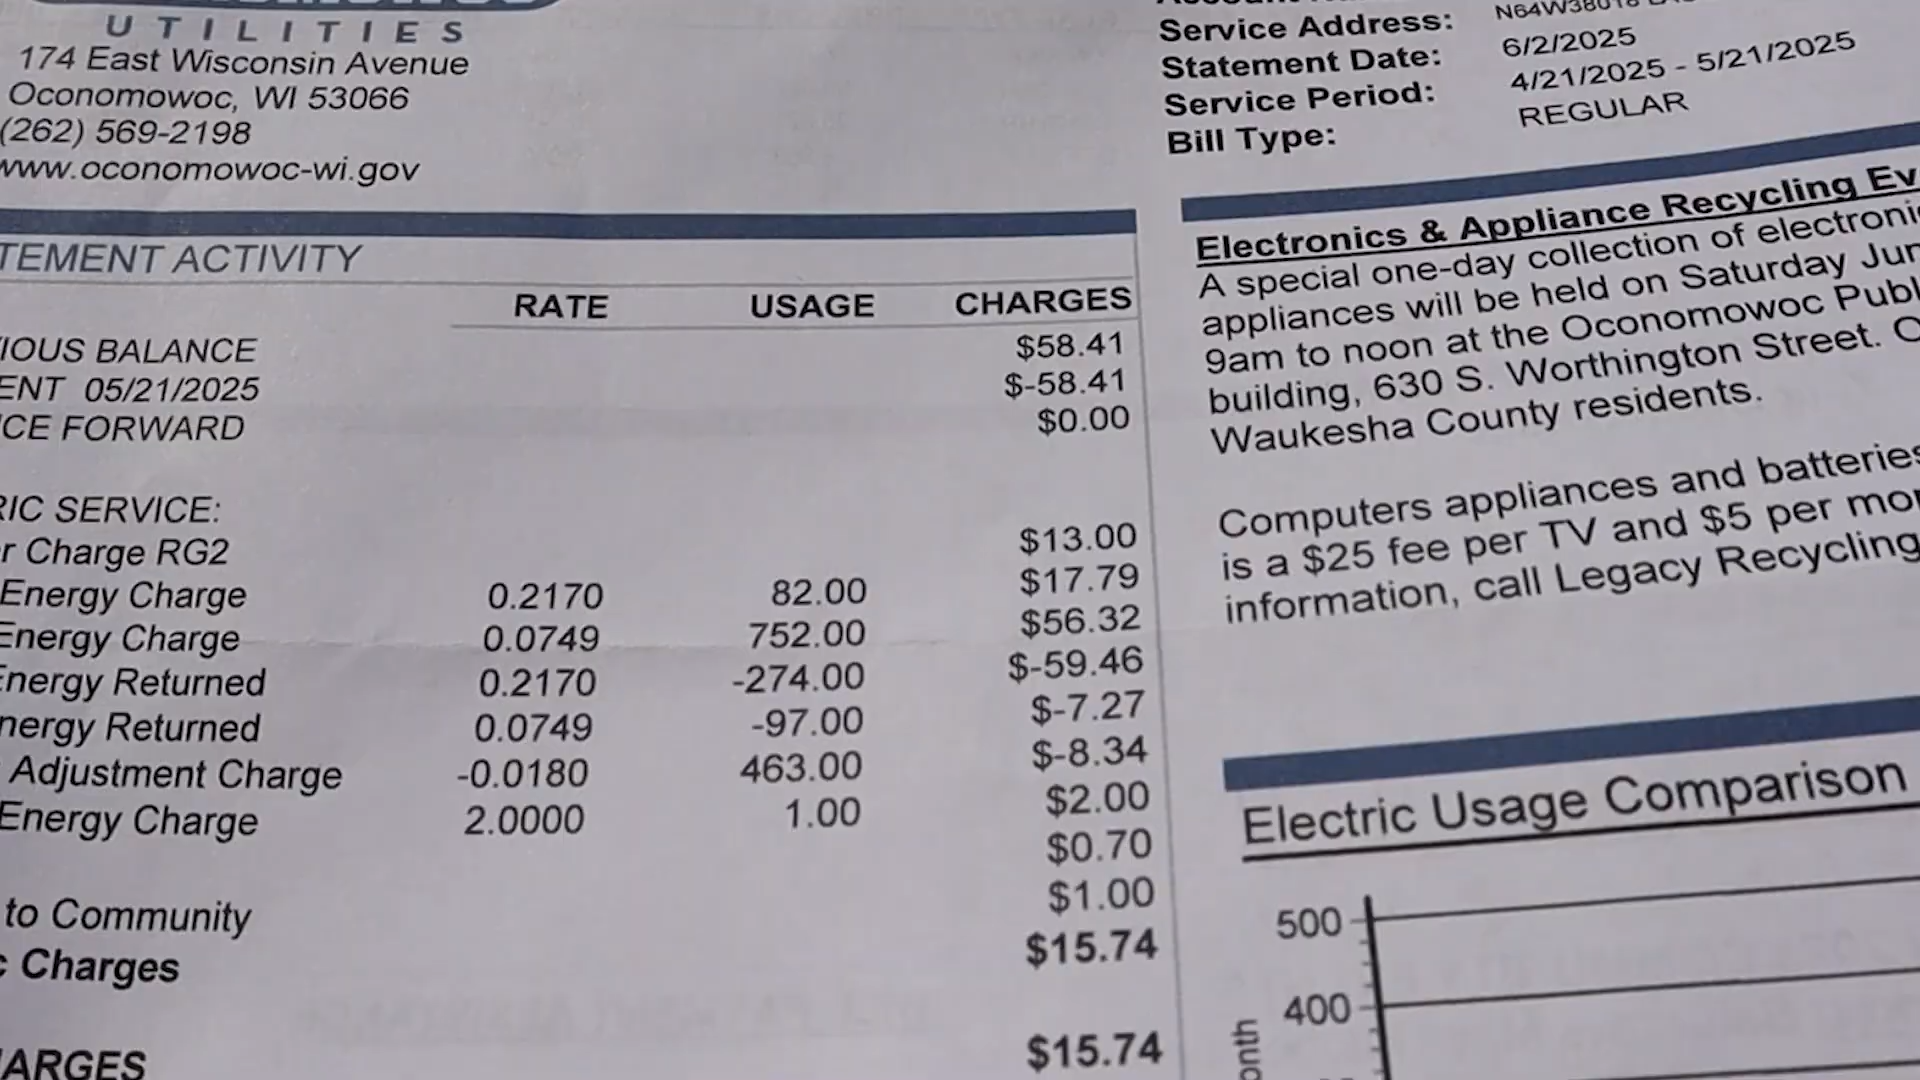 UTILITIES
174 East Wisconsin Avenue
Oconomowoc, WI 53066
(262) 569-2198
www.oconomowoc-wi.gov
Service Address:
Statement Date: 6/2/2025
Service Period: 4/21/2025 - 5/21/2025
Bill Type: REGULAR
TEMENT ACTIVITY
RATE USAGE CHARGES
IOUS BALANCE $58.41
ENT 05/21/2025 $-58.41
CE FORWARD $0.00
RIC SERVICE:
r Charge RG2 $13.00
Energy Charge 0.2170 82.00 $17.79
Energy Charge 0.0749 752.00 $56.32
Energy Returned 0.2170 -274.00 $-59.46
nergy Returned 0.0749 -97.00 $-7.27
Adjustment Charge -0.0180 463.00 $-8.34
Energy Charge 2.0000 1.00 $2.00
$0.70
to Community $1.00
c Charges $15.74
ARGES $15.74
Electronics & Appliance Recycling Ev
A special one-day collection of electroni
appliances will be held on Saturday Jun
9am to noon at the Oconomowoc Publ
building, 630 S. Worthington Street. O
Waukesha County residents.
Computers appliances and batteries
is a $25 fee per TV and $5 per mon
information, call Legacy Recycling
Electric Usage Comparison
500
400
onth